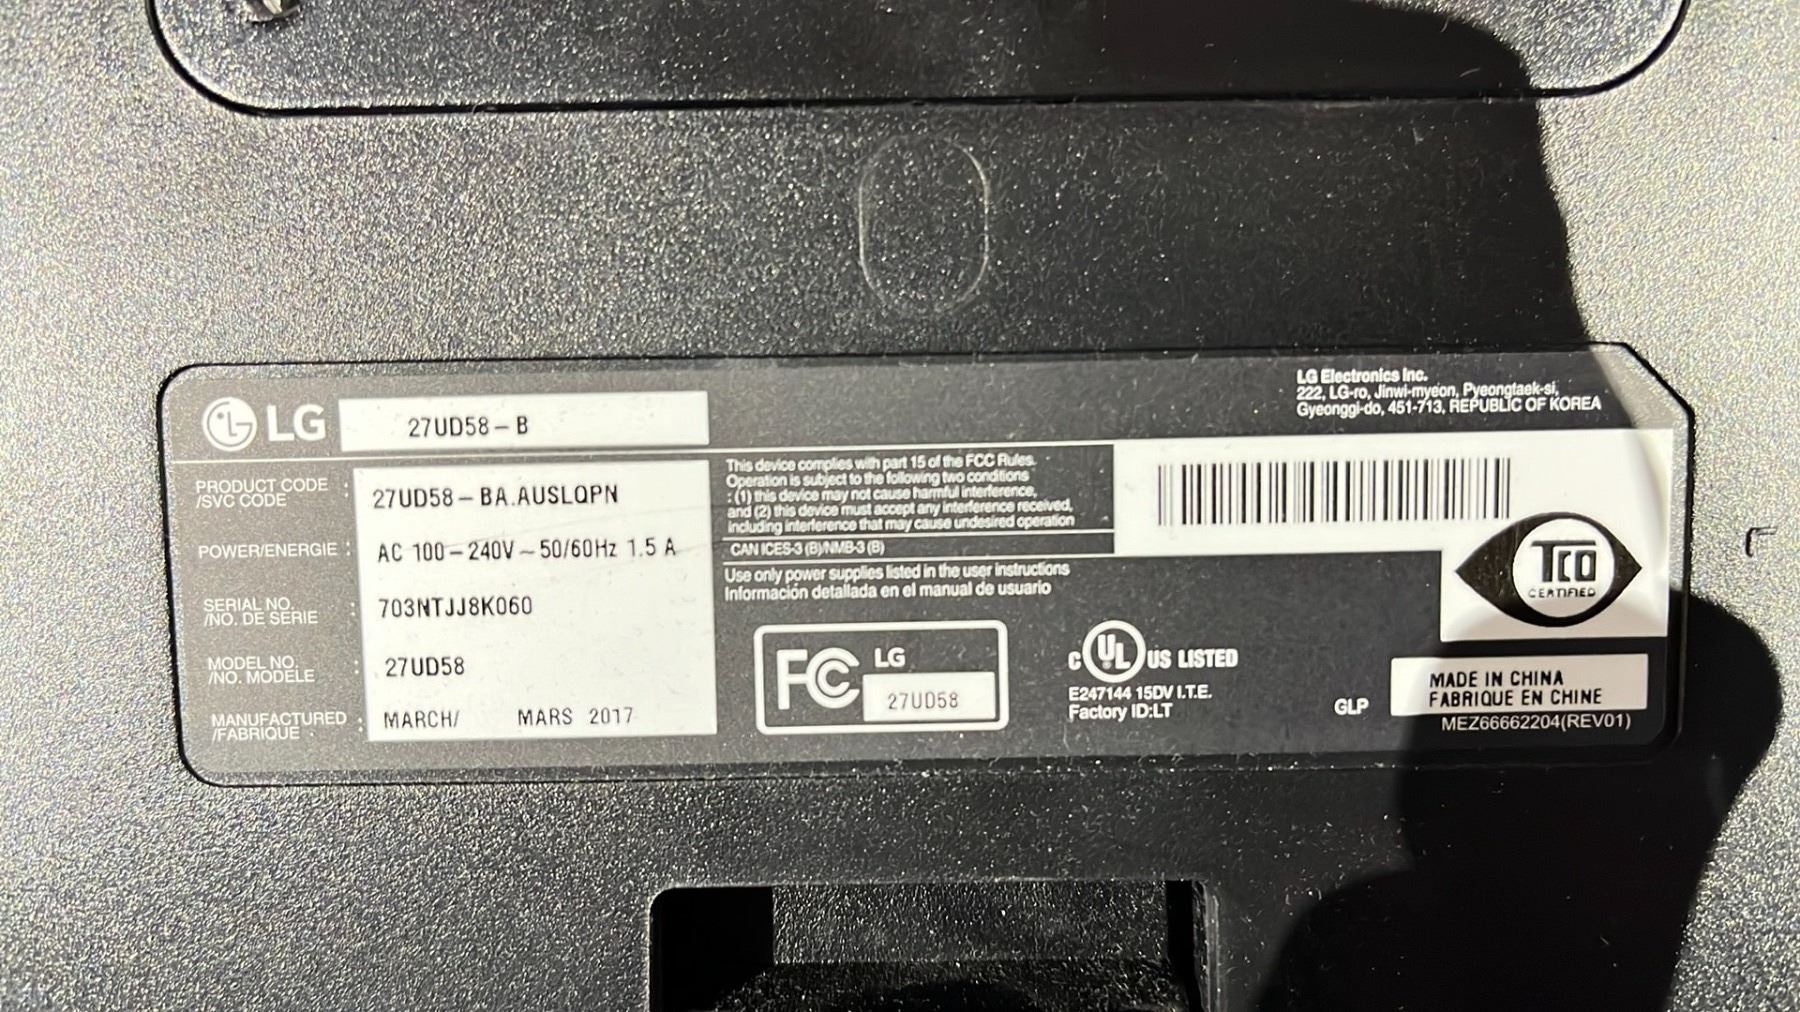 LG 27UD58-B
LG Electronics Inc.
222, LG-ro, Jinwi-myeon, Pyeongtaek-si,
Gyeonggi-do, 451-713, REPUBLIC OF KOREA
PRODUCT CODE
/SVC CODE : 27UD58-BA.AUSLQPN
POWER/ENERGIE : AC 100-240V~50/60Hz 1.5 A
SERIAL NO.
/NO. DE SÉRIE : 703NTJJ8K060
MODEL NO.
/NO. MODÈLE : 27UD58
MANUFACTURED
/FABRIQUÉ : MARCH/ MARS 2017
This device complies with part 15 of the FCC Rules.
Operation is subject to the following two conditions
: (1) this device may not cause harmful interference,
and (2) this device must accept any interference received,
including interference that may cause undesired operation
CAN ICES-3 (B)/NMB-3 (B)
Use only power supplies listed in the user instructions
Información detallada en el manual de usuario
FC LG
27UD58
c UL US LISTED
E247144 15DV I.T.E.
Factory ID:LT
GLP
TCO
CERTIFIED
MADE IN CHINA
FABRIQUÉ EN CHINE
MEZ66662204(REV01)